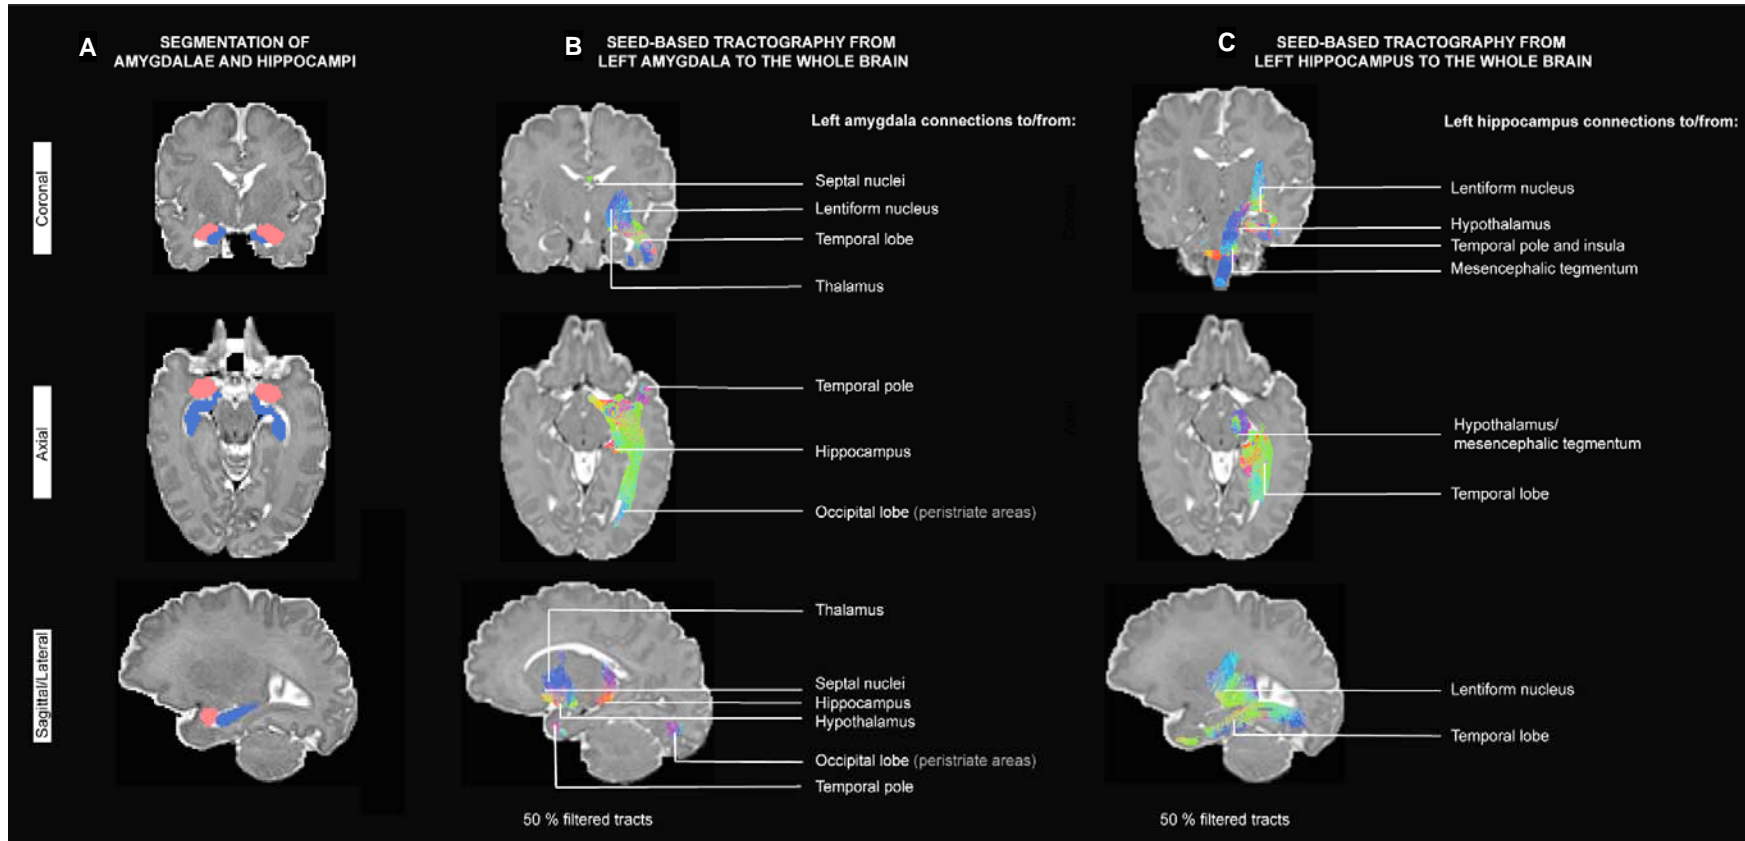 A
SEGMENTATION OF
AMYGDALAE AND HIPPOCAMPI
B
SEED-BASED TRACTOGRAPHY FROM
LEFT AMYGDALA TO THE WHOLE BRAIN
C
SEED-BASED TRACTOGRAPHY FROM
LEFT HIPPOCAMPUS TO THE WHOLE BRAIN
Coronal
Left amygdala connections to/from:
Septal nuclei
Lentiform nucleus
Temporal lobe
Thalamus
Coronal
Left hippocampus connections to/from:
Lentiform nucleus
Hypothalamus
Temporal pole and insula
Mesencephalic tegmentum
Axial
Temporal pole
Hippocampus
Occipital lobe (peristriate areas)
Axial
Hypothalamus/
mesencephalic tegmentum
Temporal lobe
Sagittal/Lateral
Thalamus
Septal nuclei
Hippocampus
Hypothalamus
Occipital lobe (peristriate areas)
Temporal pole
50 % filtered tracts
Lentiform nucleus
Temporal lobe
50 % filtered tracts